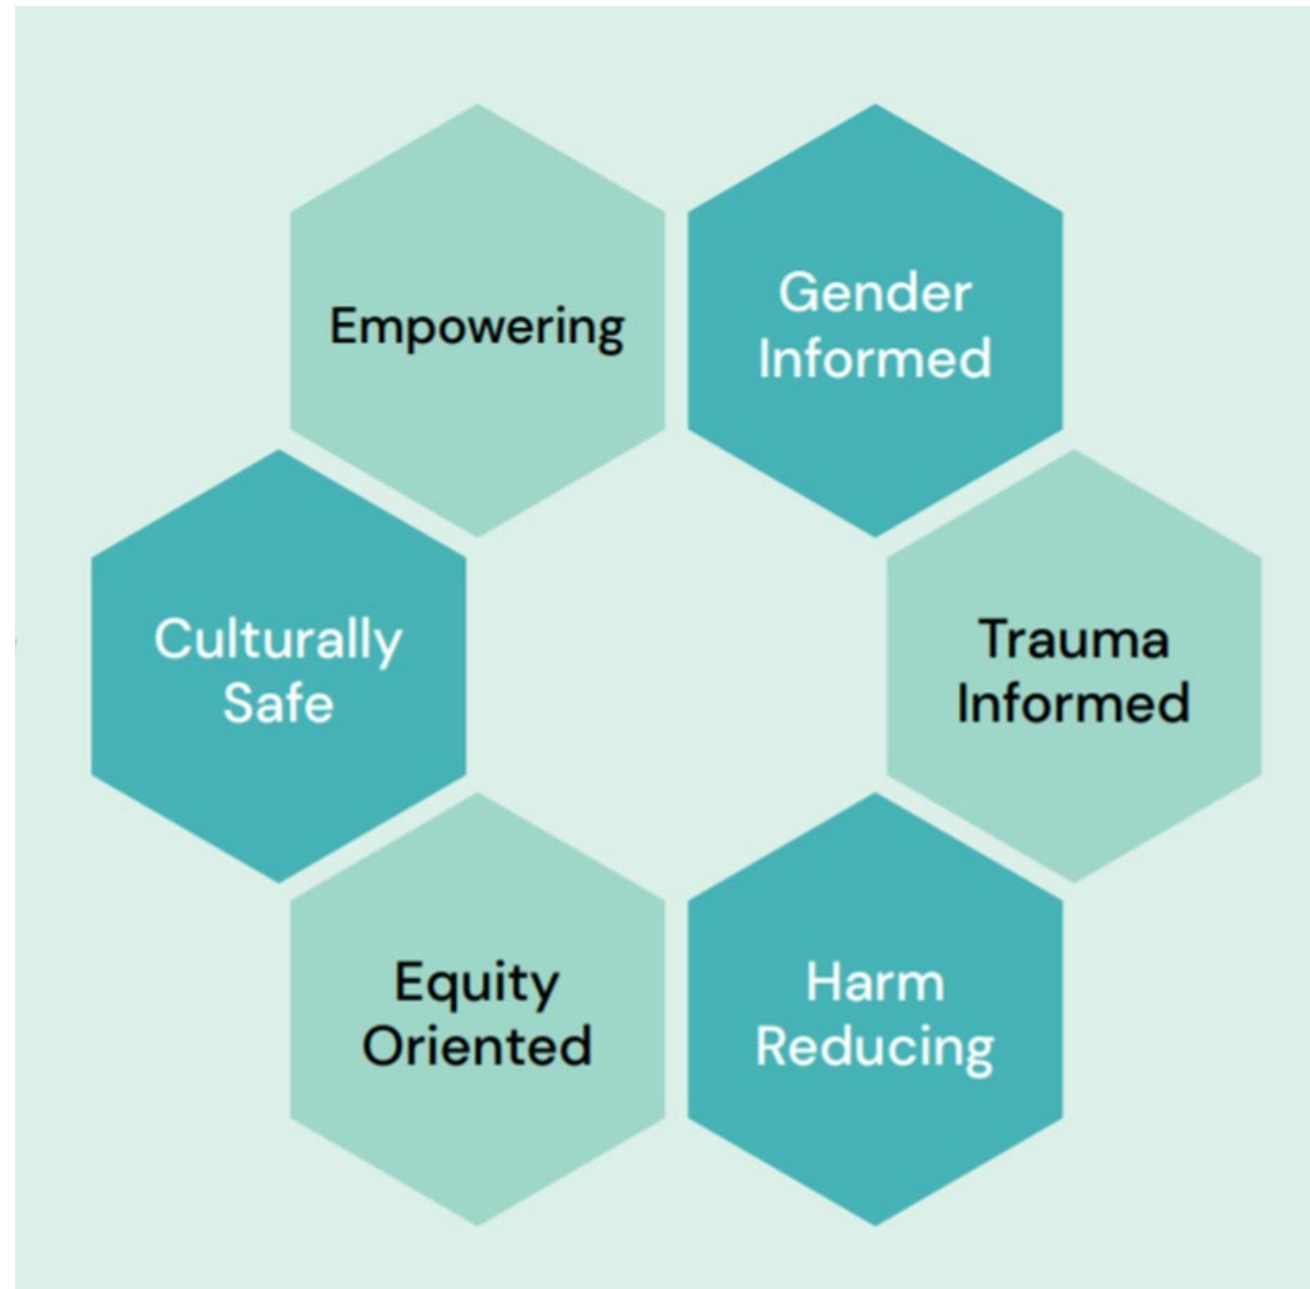 Empowering
Gender
Informed
Culturally
Safe
Trauma
Informed
Equity
Oriented
Harm
Reducing